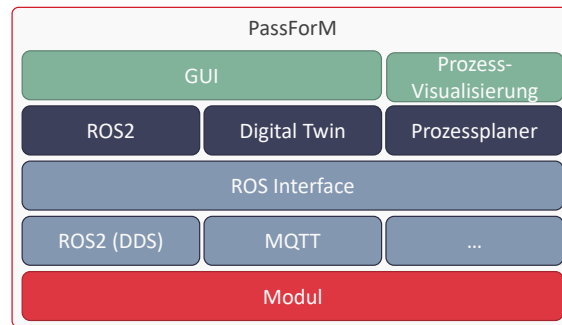 PassForM
GUI
Prozess-
Visualisierung
ROS2
Digital Twin
Prozessplaner
ROS Interface
ROS2 (DDS)
MQTT
...
Modul